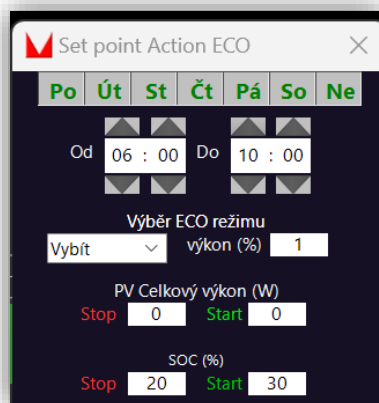 Set point Action ECO
Po Út St Čt Pá So Ne
Od 06 : 00 Do 10 : 00
Výběr ECO režimu
Vybít výkon (%) 1
PV Celkový výkon (W)
Stop 0 Start 0
SOC (%)
Stop 20 Start 30